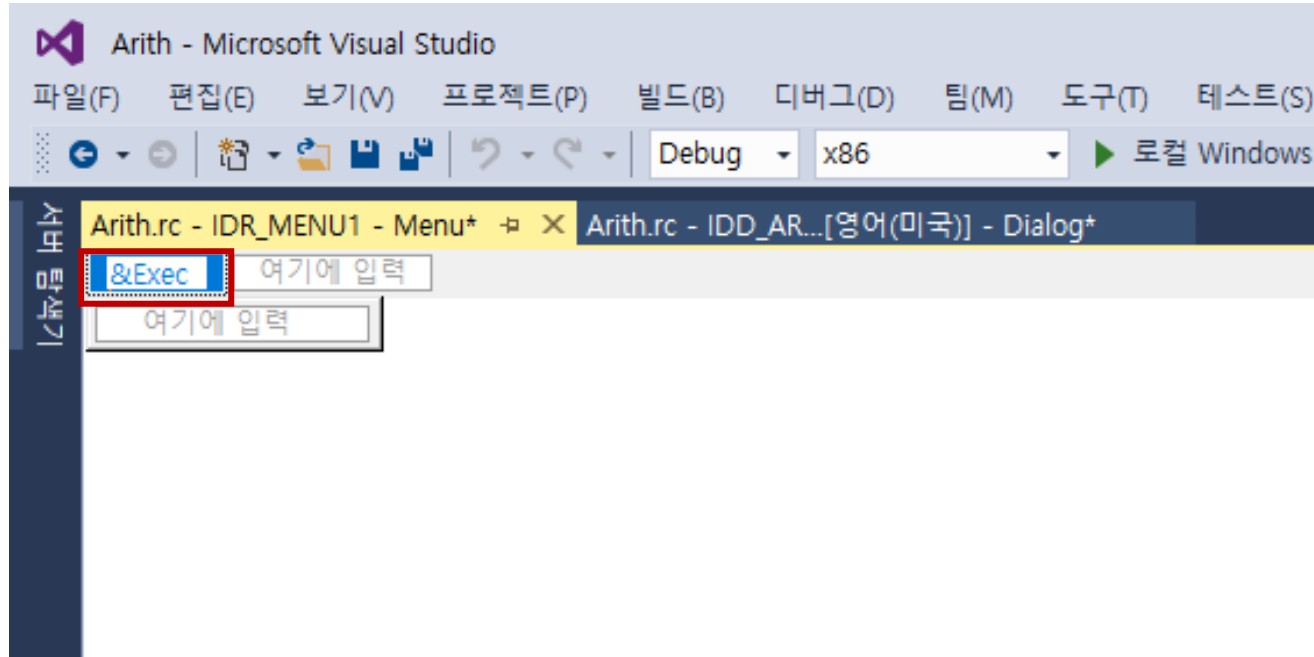 Arith - Microsoft Visual Studio
파일(F) 편집(E) 보기(V) 프로젝트(P) 빌드(B) 디버그(D) 팀(M) 도구(T) 테스트(S)
Debug x86 로컬 Windows
서버 탐색기
Arith.rc - IDR_MENU1 - Menu* Arith.rc - IDD_AR...[영어(미국)] - Dialog*
&Exec 여기에 입력
여기에 입력